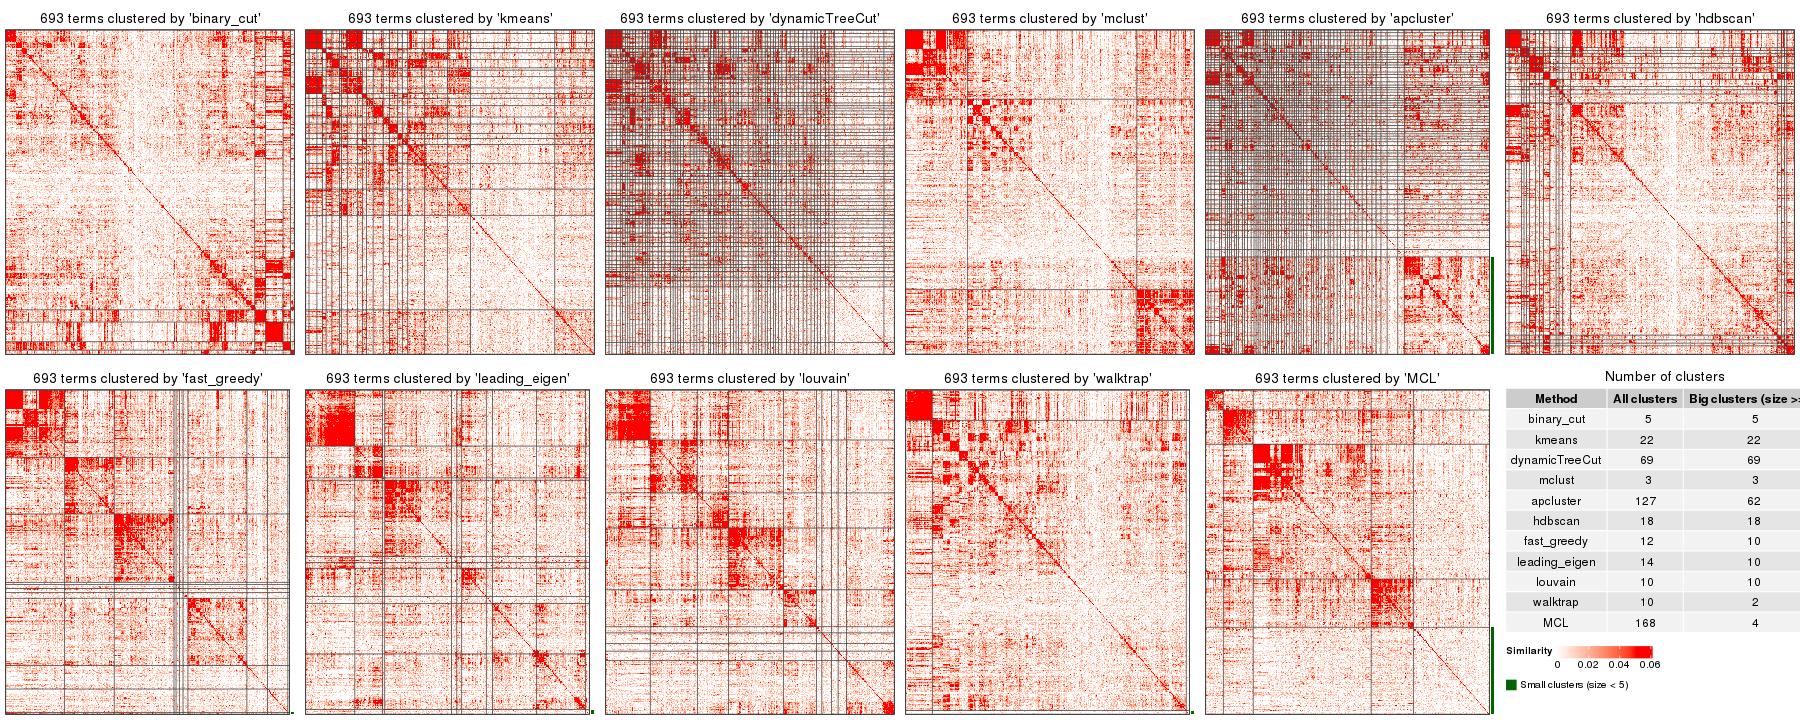 693 terms clustered by 'binary_cut'
693 terms clustered by 'kmeans'
693 terms clustered by 'dynamicTreeCut'
693 terms clustered by 'mclust'
693 terms clustered by 'apcluster'
693 terms clustered by 'hdbscan'
693 terms clustered by 'fast_greedy'
693 terms clustered by 'leading_eigen'
693 terms clustered by 'louvain'
693 terms clustered by 'walktrap'
693 terms clustered by 'MCL'
Number of clusters
Method All clusters Big clusters (size >
binary_cut 5 5
kmeans 22 22
dynamicTreeCut 69 69
mclust 3 3
apcluster 127 62
hdbscan 18 18
fast_greedy 12 10
leading_eigen 14 10
louvain 10 10
walktrap 10 2
MCL 168 4
Similarity
0 0.02 0.04 0.06
Small clusters (size < 5)